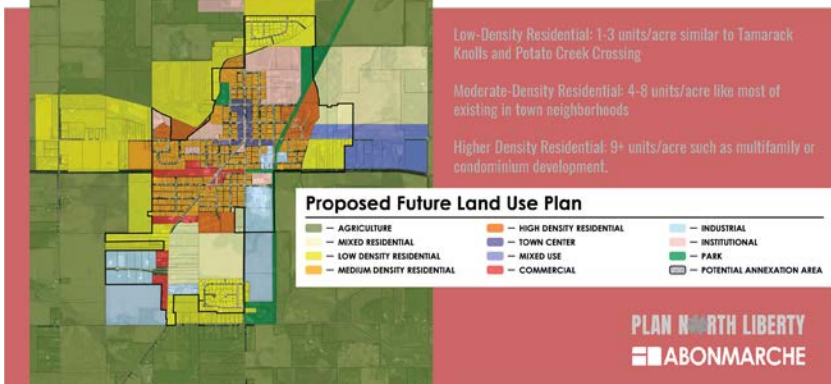 Low-Density Residential: 1-3 units/acre similar to Tamarack
Knolls and Potato Creek Crossing
Moderate-Density Residential: 4-8 units/acre like most of
existing in town neighborhoods
Higher Density Residential: 9+ units/acre such as multifamily or
condominium development.
Proposed Future Land Use Plan
— AGRICULTURE
— MIXED RESIDENTIAL
— LOW DENSITY RESIDENTIAL
— MEDIUM DENSITY RESIDENTIAL
— HIGH DENSITY RESIDENTIAL
— TOWN CENTER
— MIXED USE
— COMMERCIAL
— INDUSTRIAL
— INSTITUTIONAL
— PARK
— POTENTIAL ANNEXATION AREA
PLAN NORTH LIBERTY
ABONMARCHE